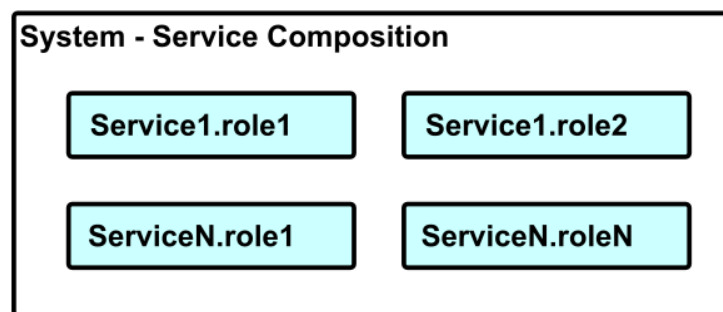 System - Service Composition
Service1.role1
Service1.role2
ServiceN.role1
ServiceN.roleN